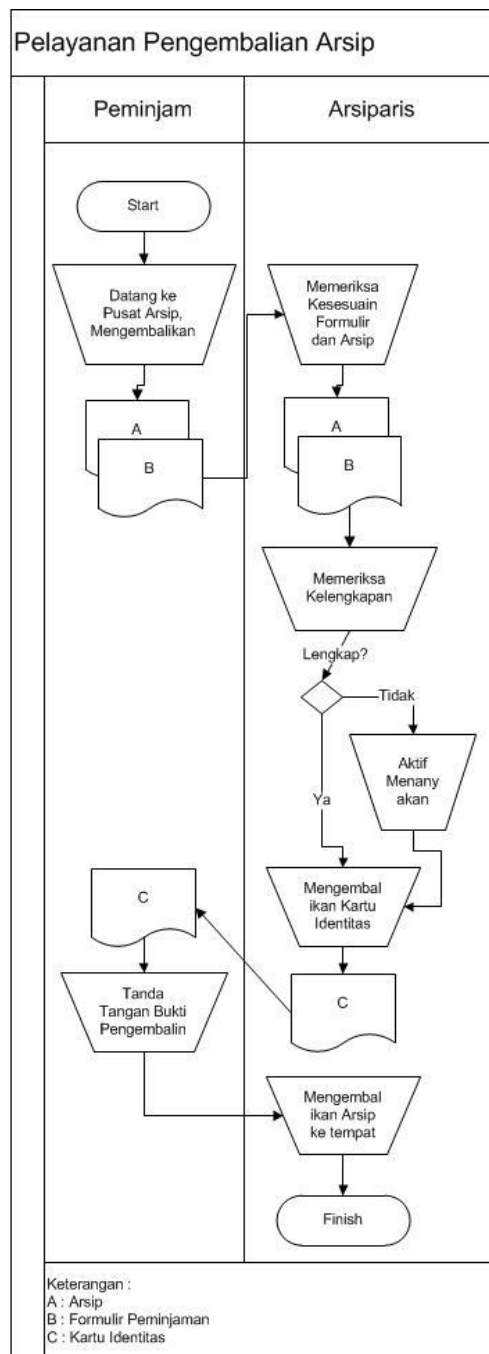 Pelayanan Pengembalian Arsip
Peminjam
Arsiparis
Start
Datang ke
Pusat Arsip,
Mengembalikan
A
B
Memeriksa
Kesesuain
Formulir
dan Arsip
A
B
Memeriksa
Kelengkapan
Lengkap?
Tidak
Aktif
Menany
akan
Ya
Mengembal
ikan Kartu
Identitas
C
C
Tanda
Tangan Bukti
Pengembalin
Mengembal
ikan Arsip
ke tempat
Finish
Keterangan :
A : Arsip
B : Formulir Peminjaman
C : Kartu Identitas